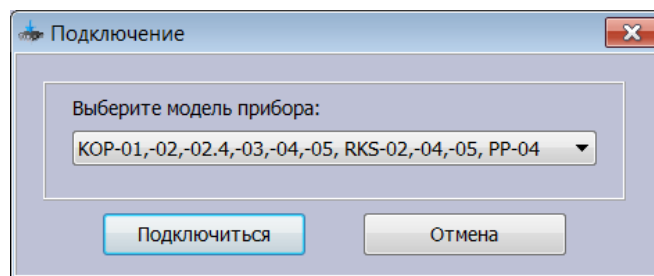 Подключение
Выберите модель прибора:
KOP-01,-02,-02.4,-03,-04,-05, RKS-02,-04,-05, PP-04
Подключиться
Отмена